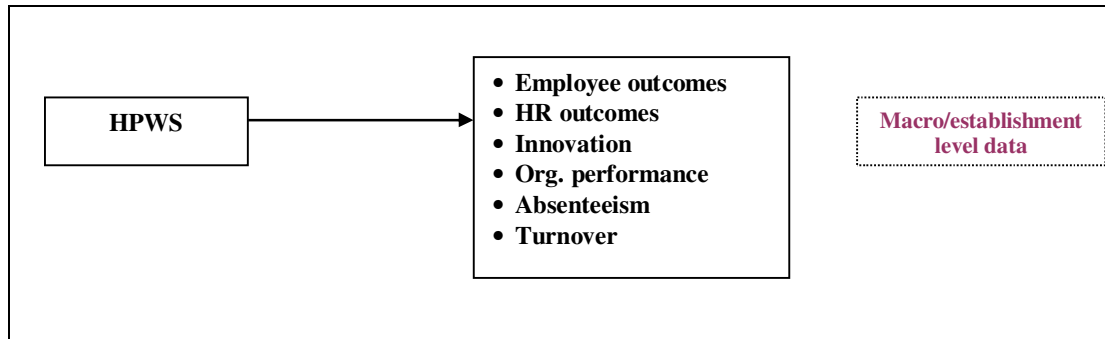 HPWS
• Employee outcomes
• HR outcomes
• Innovation
• Org. performance
• Absenteeism
• Turnover
Macro/establishment
level data